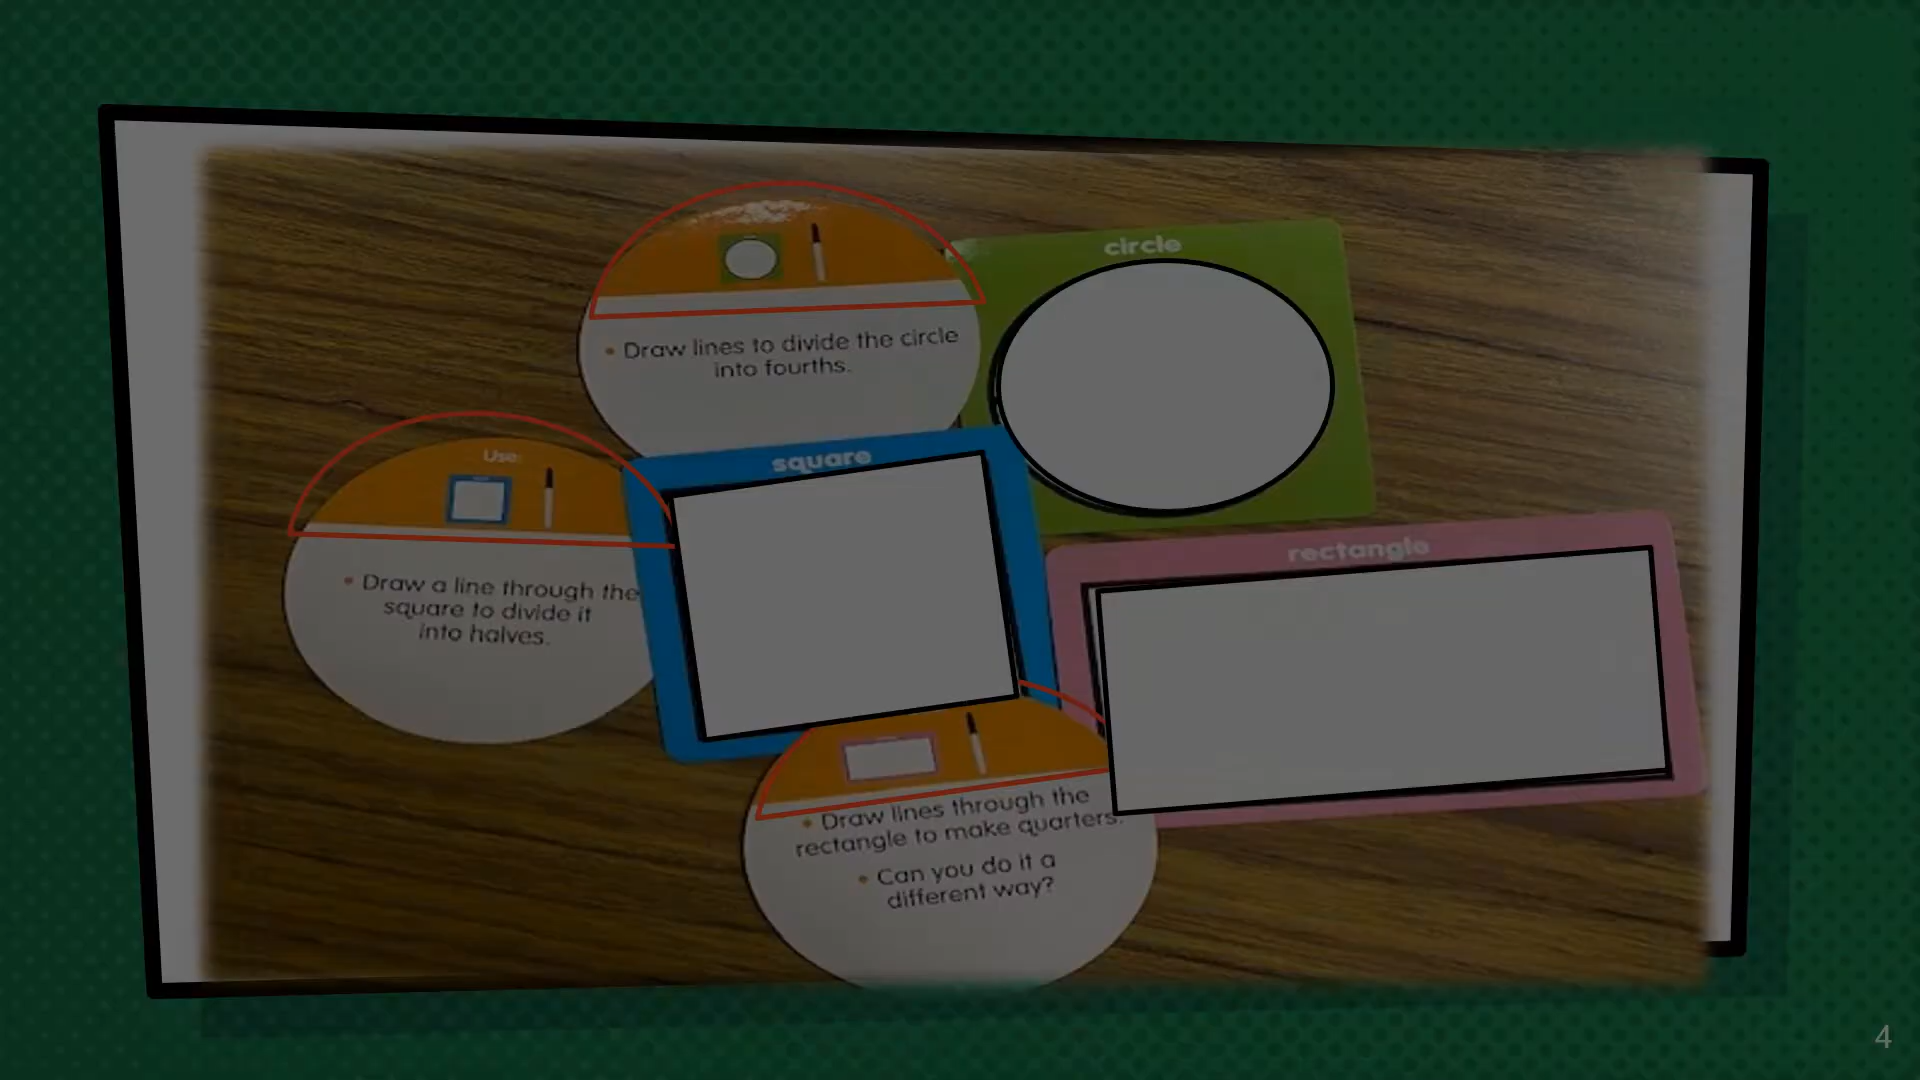 circle
• Draw lines to divide the circle
into fourths.
Use:
square
• Draw a line through the
square to divide it
into halves.
rectangle
• Draw lines through the
rectangle to make quarters.
• Can you do it a
different way?
4